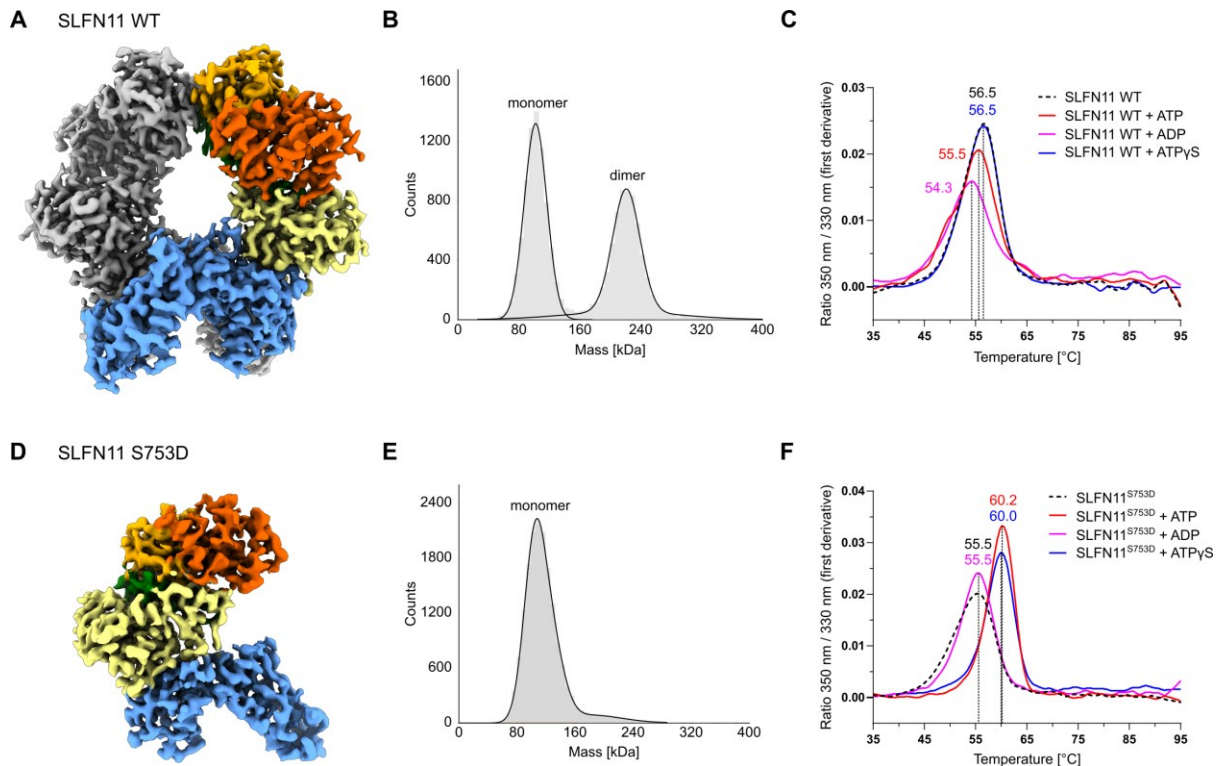 A SLFN11 WT
B
1600
1200
800
400
0
Counts
monomer
dimer
0 80 160 240 320 400
Mass [kDa]
C
0.03
0.02
0.01
0.00
Ratio 350 nm / 330 nm (first derivative)
56.5
56.5
55.5
54.3
SLFN11 WT
SLFN11 WT + ATP
SLFN11 WT + ADP
SLFN11 WT + ATPγS
35 45 55 65 75 85 95
Temperature [°C]
D SLFN11 S753D
E
2400
1800
1200
600
0
Counts
monomer
0 80 160 240 320 400
Mass [kDa]
F
0.04
0.03
0.02
0.01
0.00
Ratio 350 nm / 330 nm (first derivative)
60.2
60.0
55.5
55.5
SLFN11S753D
SLFN11S753D + ATP
SLFN11S753D + ADP
SLFN11S753D + ATPγS
35 45 55 65 75 85 95
Temperature [°C]